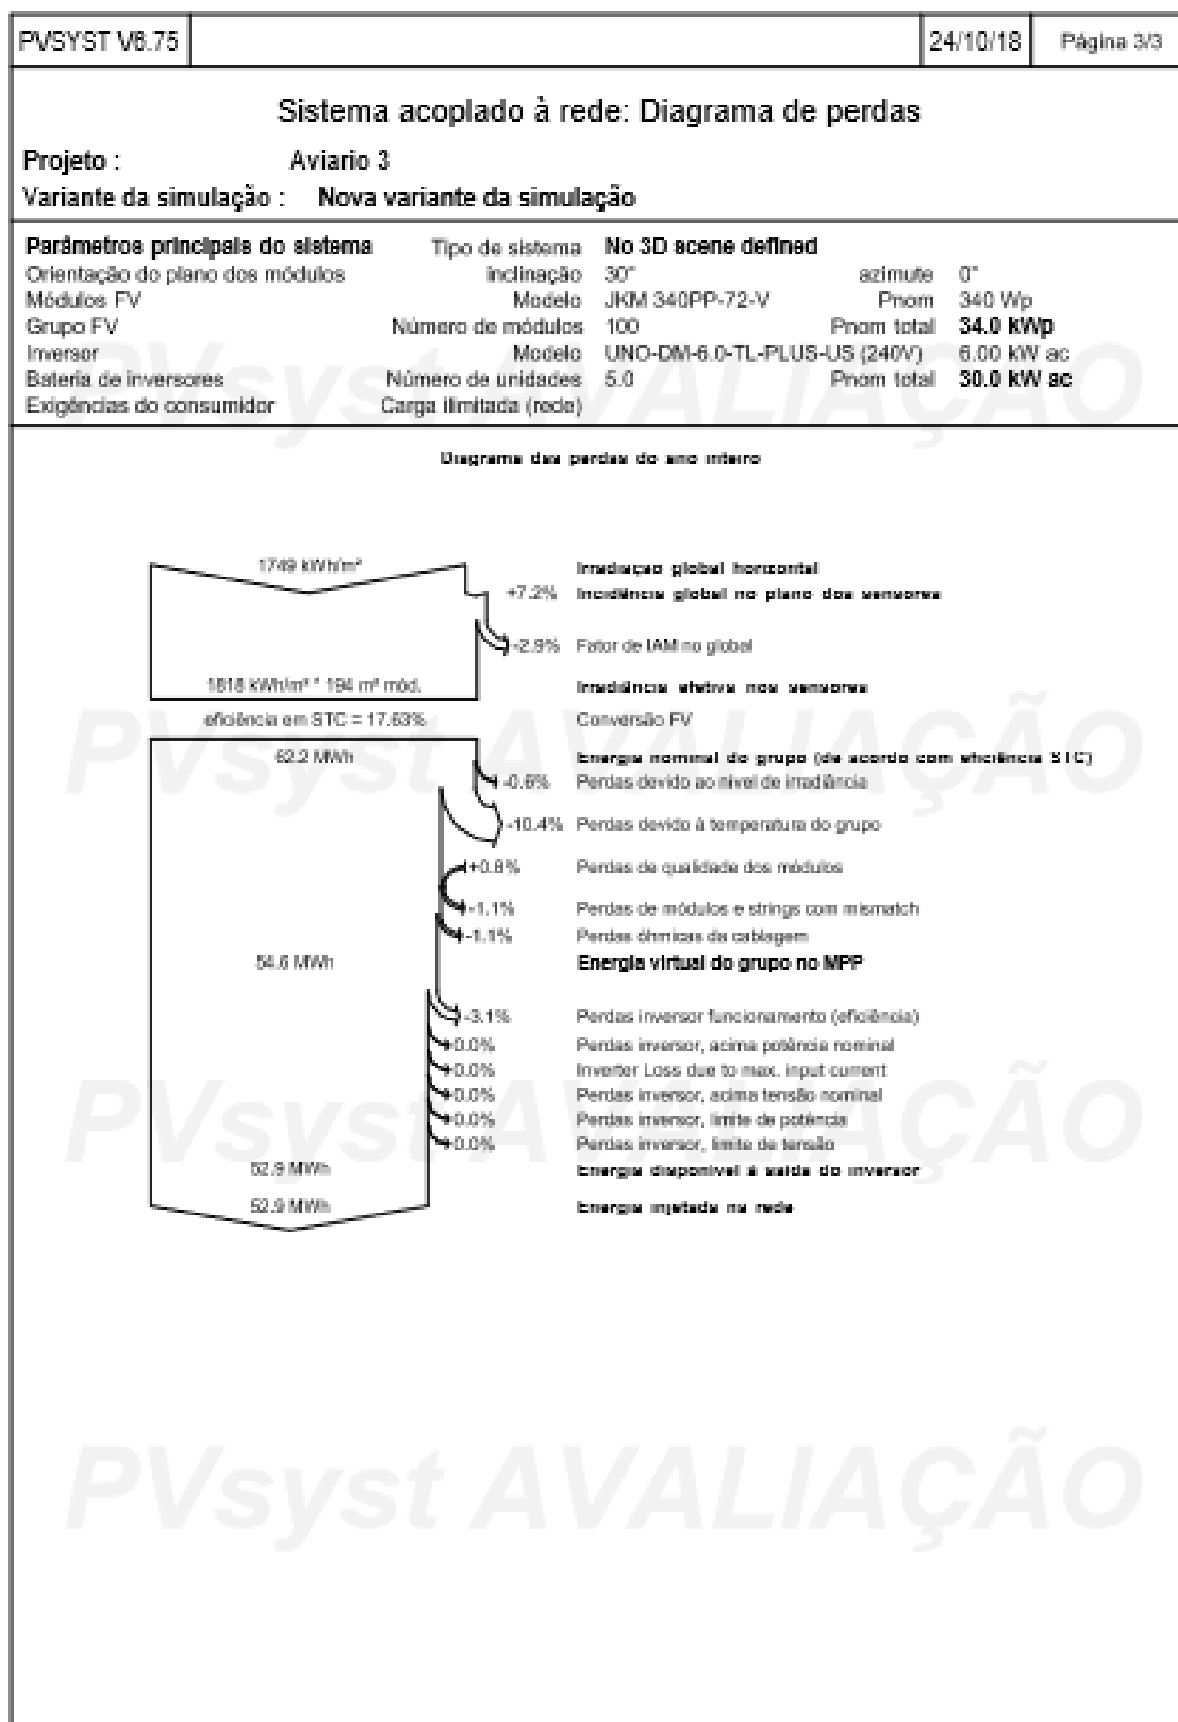 PVSYST V6.75 24/10/18 Página 3/3
Sistema acoplado à rede: Diagrama de perdas
Projeto : Aviario 3
Variante da simulação : Nova variante da simulação
Parâmetros principais do sistema Tipo de sistema No 3D scene defined
Orientação do plano dos módulos inclinação 30° azimute 0°
Módulos FV Modelo JKM 340PP-72-V Pnom 340 Wp
Grupo FV Número de módulos 100 Pnom total 34.0 kWp
Inversor Modelo UNO-DM-6.0-TL-PLUS-US (240V) 6.00 kW ac
Bateria de inversores Número de unidades 5.0 Pnom total 30.0 kW ac
Exigências do consumidor Carga ilimitada (rede)
Diagrama das perdas do ano inteiro
1749 kWh/m² Irradiação global horizontal
+7.2% Incidência global no plano dos sensores
-2.9% Fator de IAM no global
1818 kWh/m² * 194 m² mód. Irradiância efetiva nos sensores
eficiência em STC = 17.63% Conversão FV
62.2 MWh Energia nominal do grupo (de acordo com eficiência STC)
-0.6% Perdas devido ao nível de irradiância
-10.4% Perdas devido à temperatura do grupo
+0.8% Perdas de qualidade dos módulos
-1.1% Perdas de módulos e strings com mismatch
-1.1% Perdas ôhmicas da cablagem
54.6 MWh Energia virtual do grupo no MPP
-3.1% Perdas inversor funcionamento (eficiência)
0.0% Perdas inversor, acima potência nominal
0.0% Inverter Loss due to max. input current
0.0% Perdas inversor, acima tensão nominal
0.0% Perdas inversor, limite de potência
0.0% Perdas inversor, limite de tensão
52.9 MWh Energia disponível à saída do inversor
52.9 MWh Energia injetada na rede
PVsyst AVALIAÇÃO
PVsyst AVALIAÇÃO
PVsyst AVALIAÇÃO
PVsyst AVALIAÇÃO